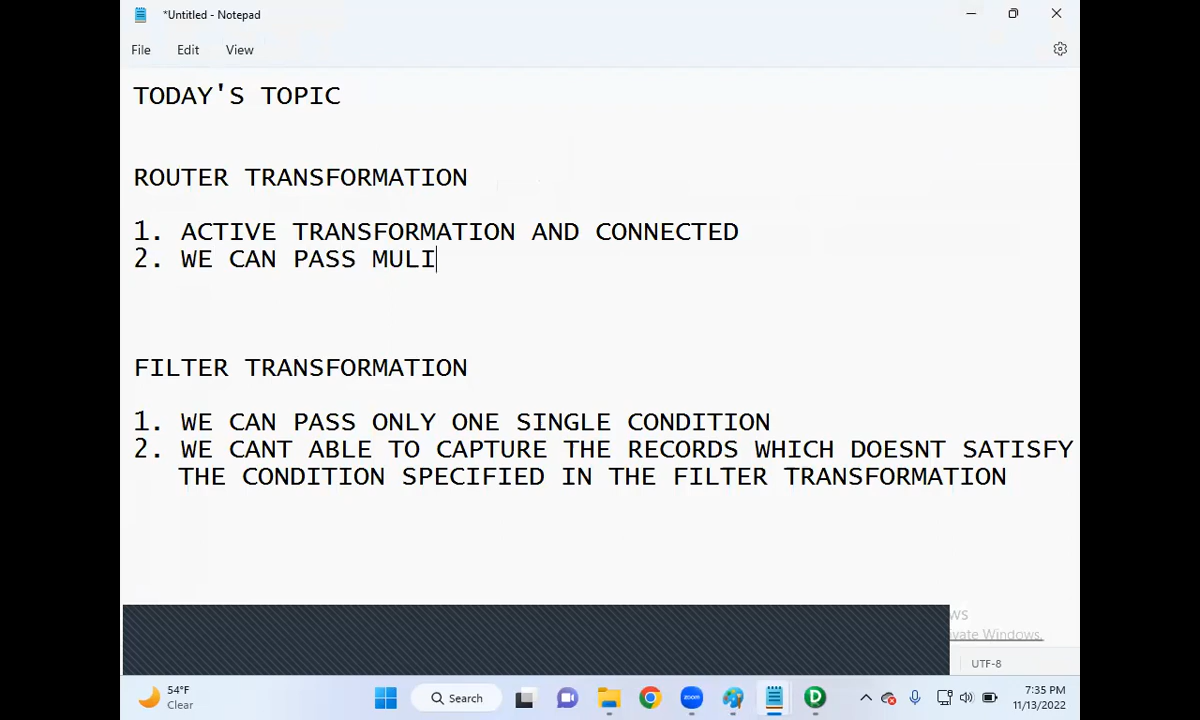 *Untitled - Notepad
File Edit View
TODAY'S TOPIC
ROUTER TRANSFORMATION
1. ACTIVE TRANSFORMATION AND CONNECTED
2. WE CAN PASS MULI
FILTER TRANSFORMATION
1. WE CAN PASS ONLY ONE SINGLE CONDITION
2. WE CANT ABLE TO CAPTURE THE RECORDS WHICH DOESNT SATISFY
THE CONDITION SPECIFIED IN THE FILTER TRANSFORMATION
Windows.
UTF-8
54°F
Clear
Search
zoom
7:35 PM
11/13/2022